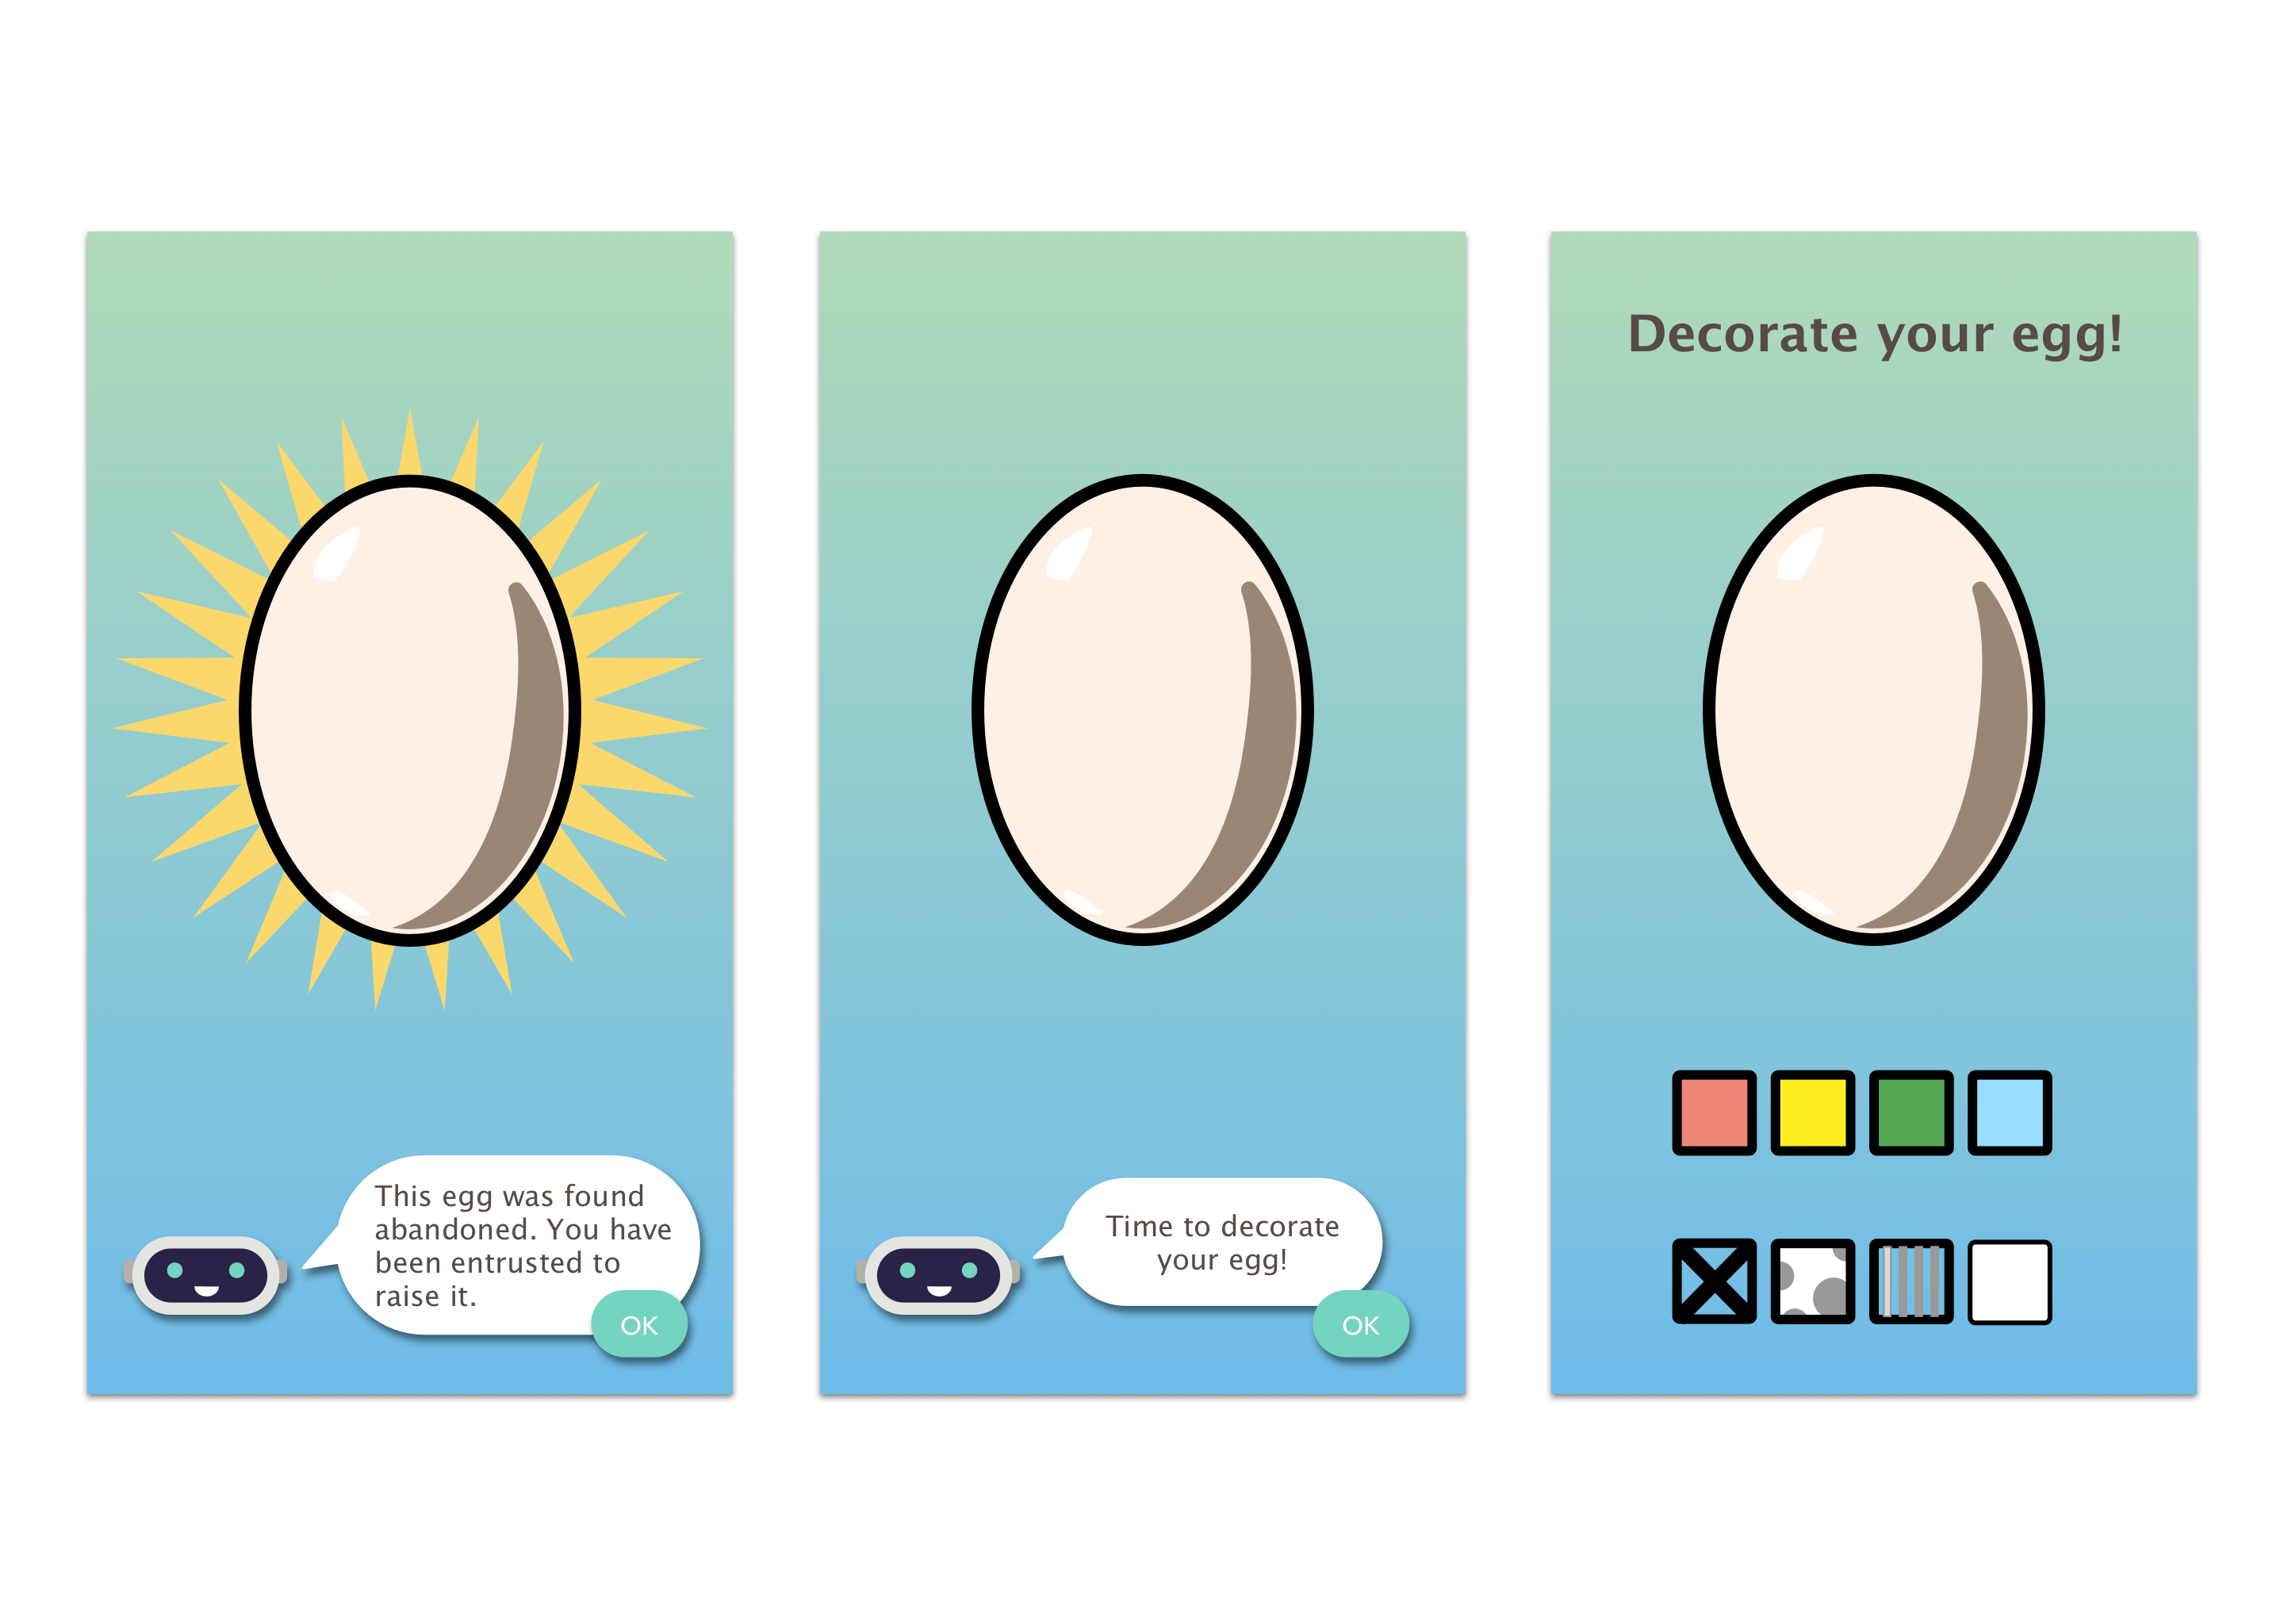 This egg was found
abandoned. You have
been entrusted to
raise it.
OK
Time to decorate
your egg!
OK
Decorate your egg!